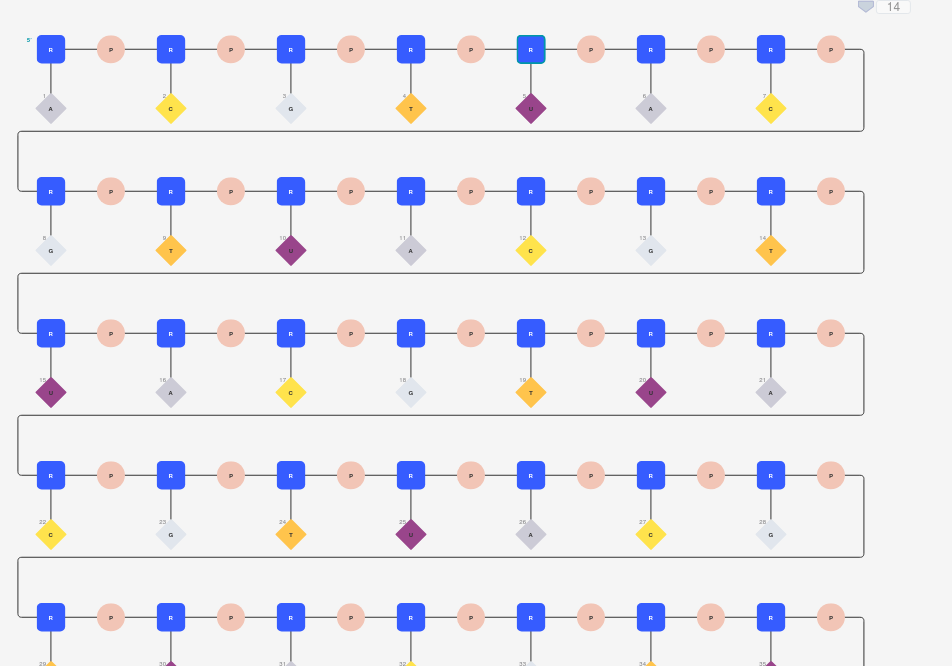 14
5'
R P R P R P R P R P R P R P
1 2 3 4 5 6 7
A C G T U A C
R P R P R P R P R P R P R P
8 9 10 11 12 13 14
G T U A C G T
R P R P R P R P R P R P R P
15 16 17 18 19 20 21
U A C G T U A
R P R P R P R P R P R P R P
22 23 24 25 26 27 28
C G T U A C G
R P R P R P R P R P R P R P
29 30 31 32 33 34 35